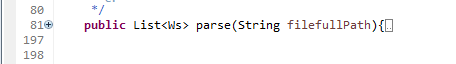 80 */
81 public List<Ws> parse(String filefullPath){
197
198